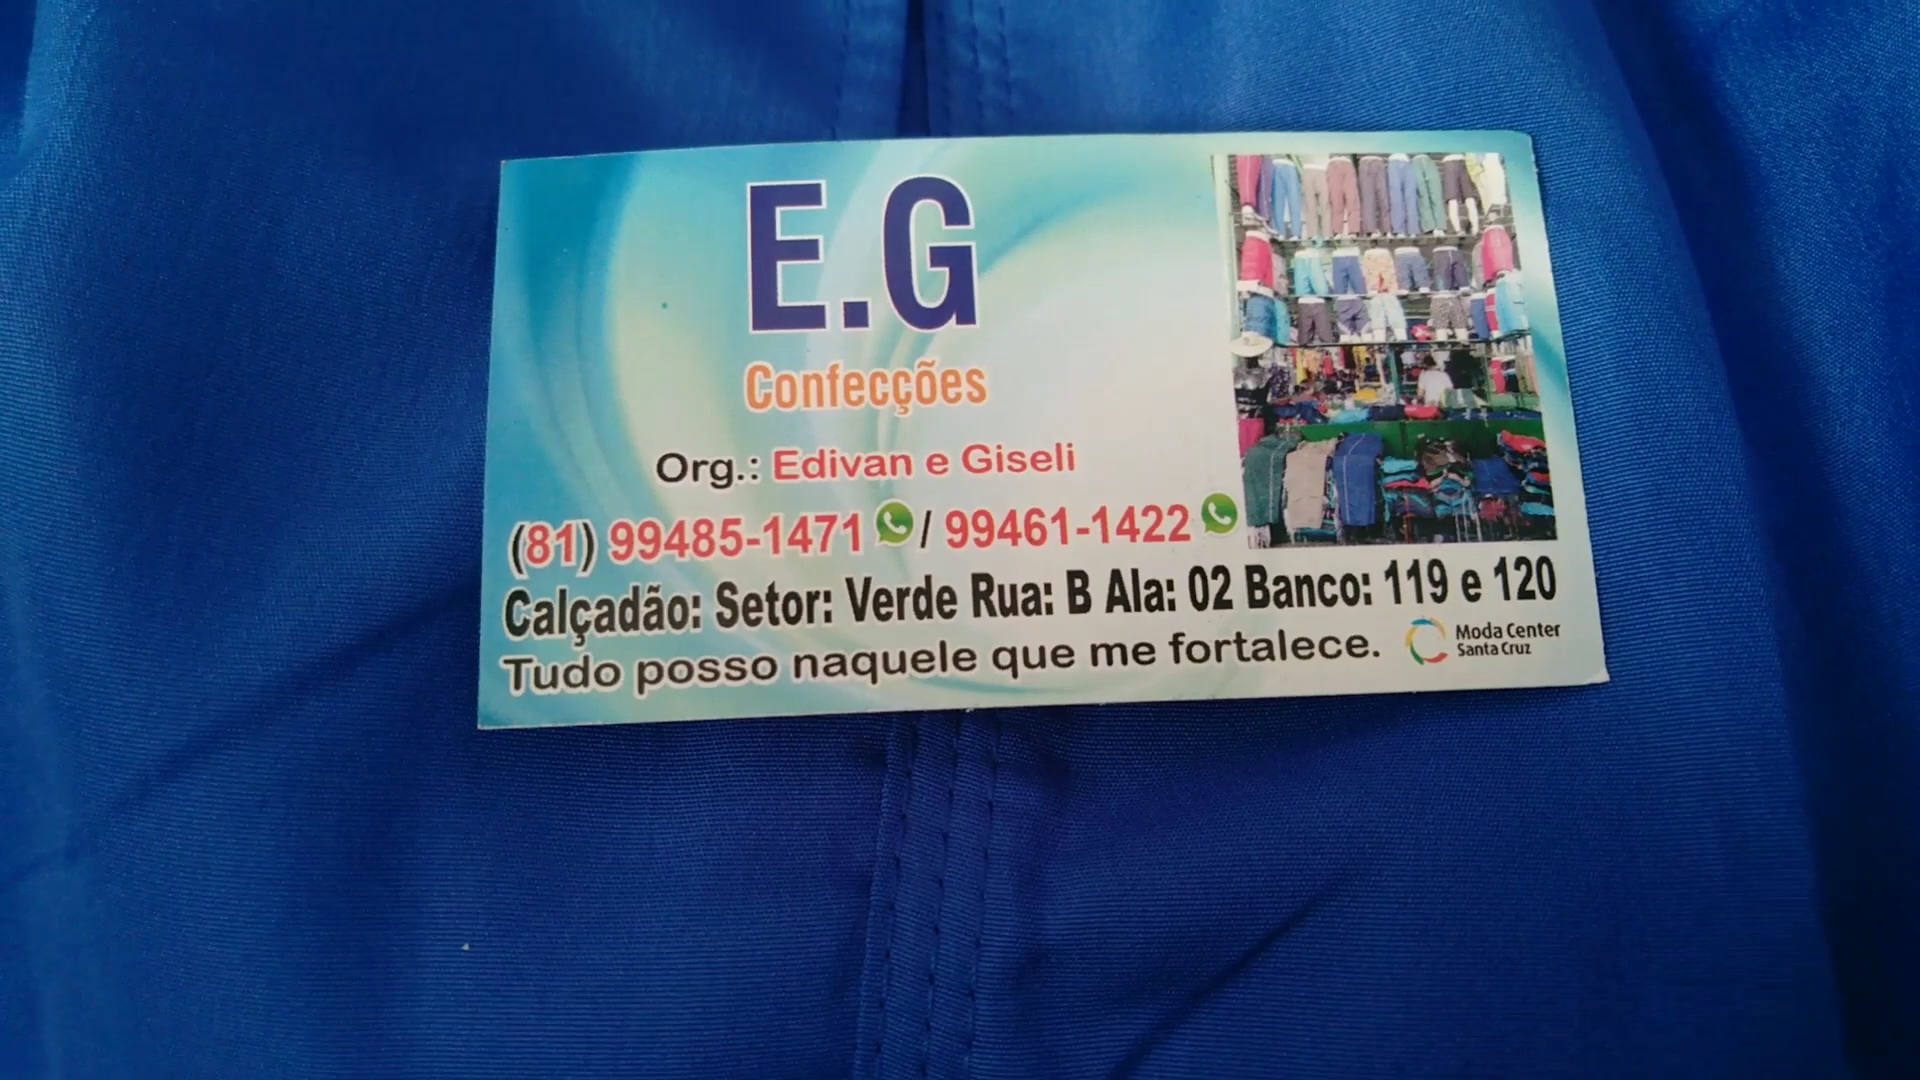 E.G
Confecções
Org.: Edivan e Giseli
(81) 99485-1471 / 99461-1422
Calçadão: Setor: Verde Rua: B Ala: 02 Banco: 119 e 120
Tudo posso naquele que me fortalece.
Moda Center
Santa Cruz